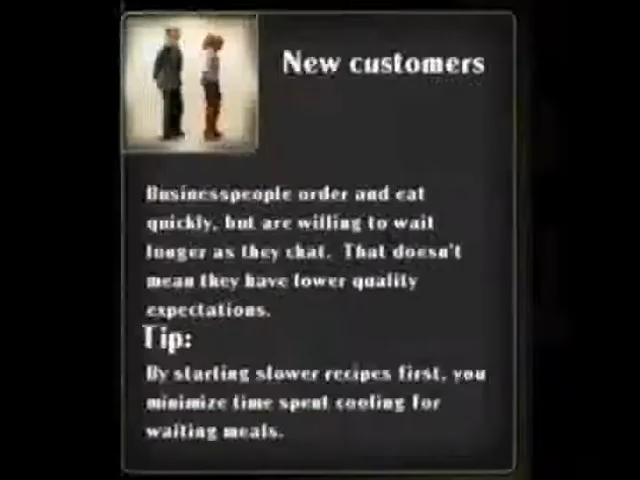 New customers
Businesspeople order and eat
quickly, but are willing to wait
longer as they chat. That doesn't
mean they have lower quality
expectations.
Tip:
By starting slower recipes first, you
minimize time spent cooling for
waiting meals.